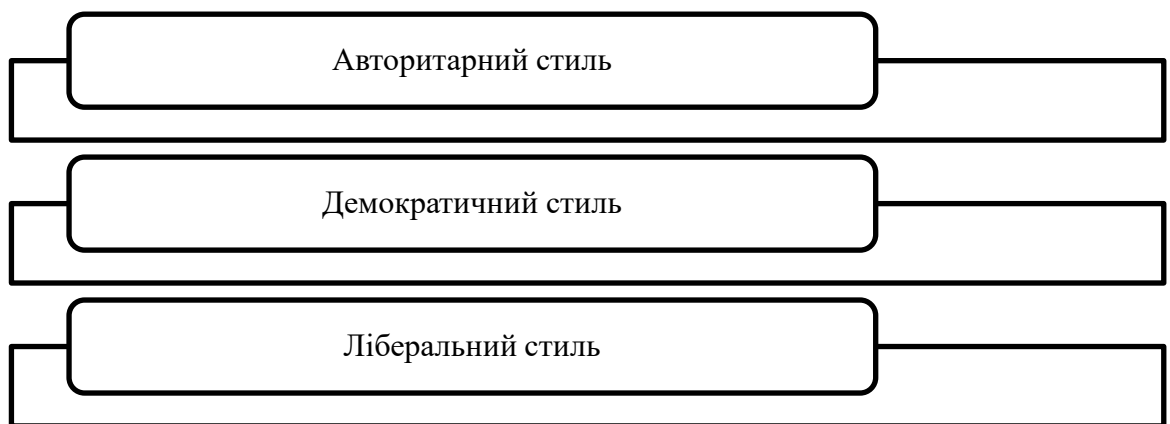 Авторитарний стиль
Демократичний стиль
Ліберальний стиль